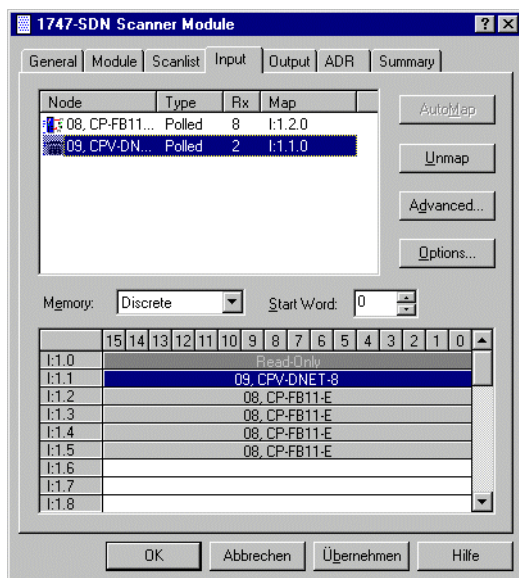 1747-SDN Scanner Module
General Module Scanlist Input Output ADR Summary
Node Type Rx Map
08, CP-FB11... Polled 8 I:1.2.0
09, CPV-DN... Polled 2 I:1.1.0
AutoMap
Unmap
Advanced...
Options...
Memory: Discrete Start Word: 0
15 14 13 12 11 10 9 8 7 6 5 4 3 2 1 0
I:1.0 Read-Only
I:1.1 09, CPV-DNET-8
I:1.2 08, CP-FB11-E
I:1.3 08, CP-FB11-E
I:1.4 08, CP-FB11-E
I:1.5 08, CP-FB11-E
I:1.6
I:1.7
I:1.8
OK Abbrechen Übernehmen Hilfe